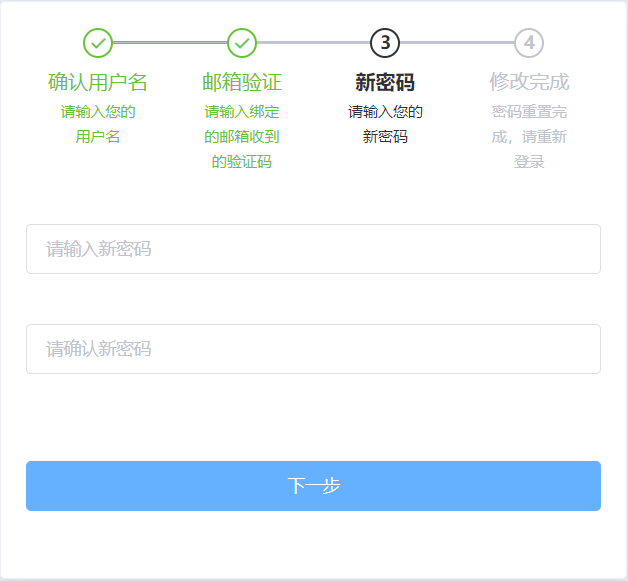 3
4
确认用户名
邮箱验证
新密码
修改完成
请输入您的
用户名
请输入绑定
的邮箱收到
的验证码
请输入您的
新密码
密码重置完
成，请重新
登录
请输入新密码
请确认新密码
下一步